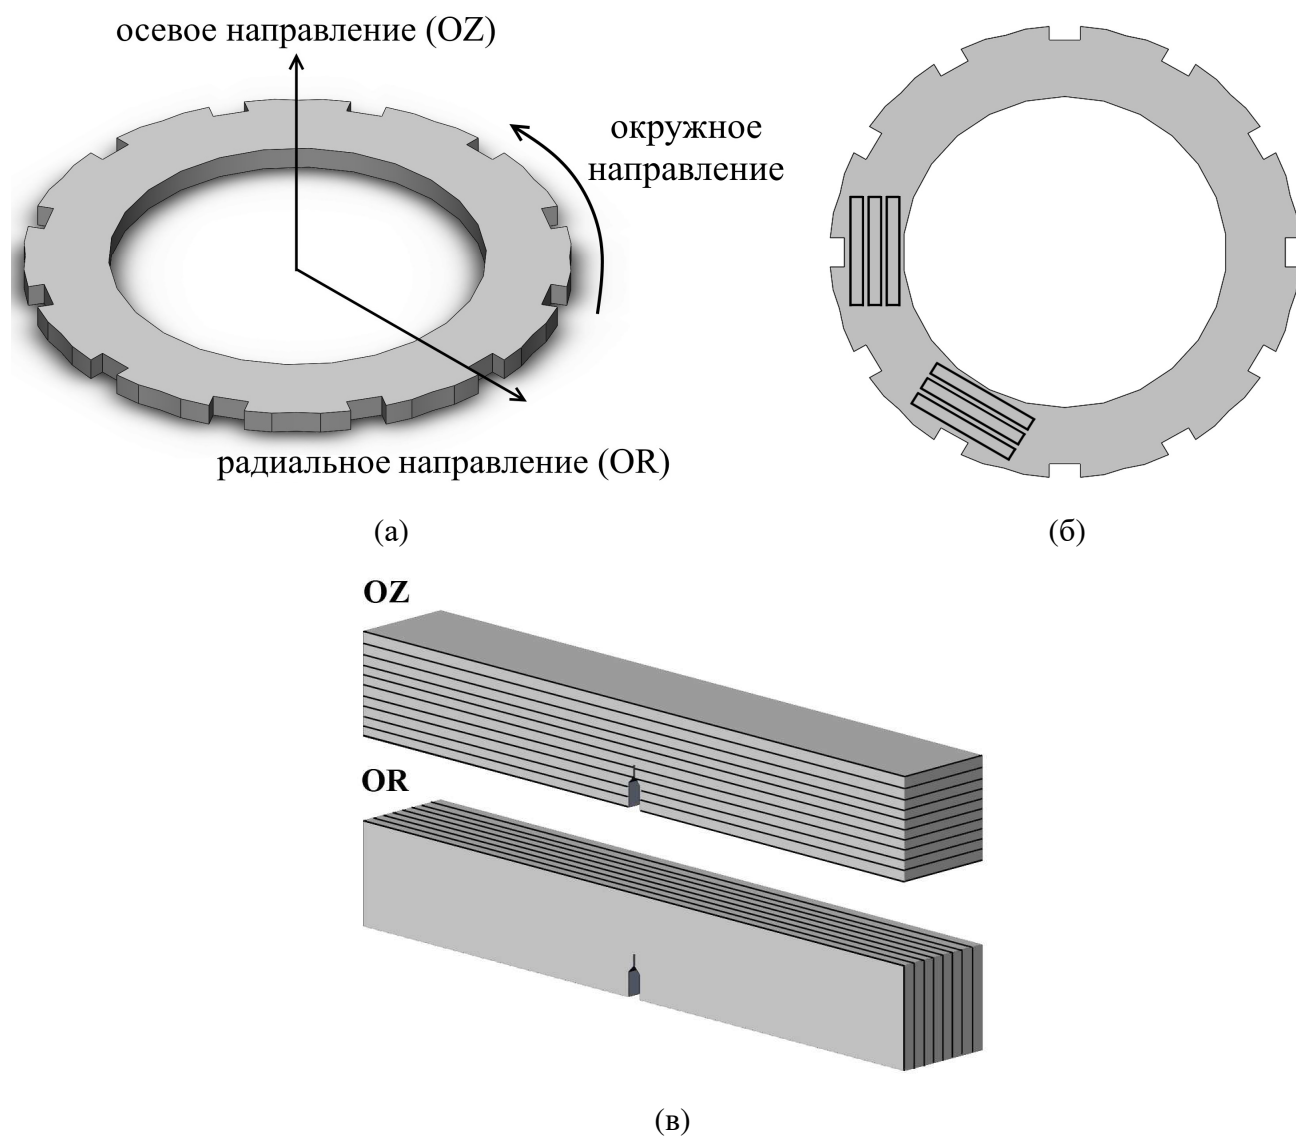 осевое направление (OZ)
окружное
направление
радиальное направление (OR)
(а)
(б)
OZ
OR
(в)